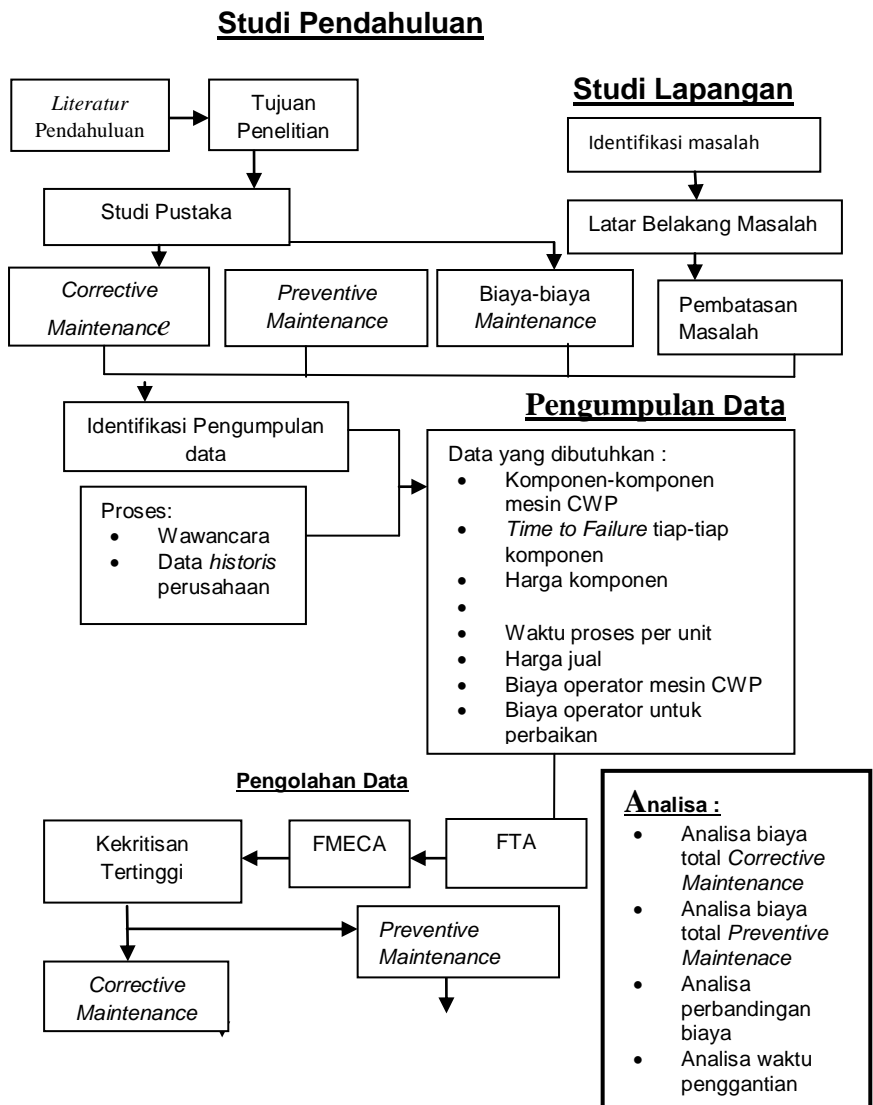 Studi Pendahuluan
Literatur
Pendahuluan
Tujuan
Penelitian
Studi Lapangan
Identifikasi masalah
Studi Pustaka
Latar Belakang Masalah
Corrective
Maintenance
Preventive
Maintenance
Biaya-biaya
Maintenance
Pembatasan
Masalah
Identifikasi Pengumpulan
data
Proses:
• Wawancara
• Data historis
perusahaan
Pengumpulan Data
Data yang dibutuhkan :
• Komponen-komponen
mesin CWP
• Time to Failure tiap-tiap
komponen
• Harga komponen
•
• Waktu proses per unit
• Harga jual
• Biaya operator mesin CWP
• Biaya operator untuk
perbaikan
Pengolahan Data
Kekritisan
Tertinggi
FMECA
FTA
Preventive
Maintenance
Corrective
Maintenance
Analisa :
• Analisa biaya
total Corrective
Maintenance
• Analisa biaya
total Preventive
Maintenace
• Analisa
perbandingan
biaya
• Analisa waktu
penggantian